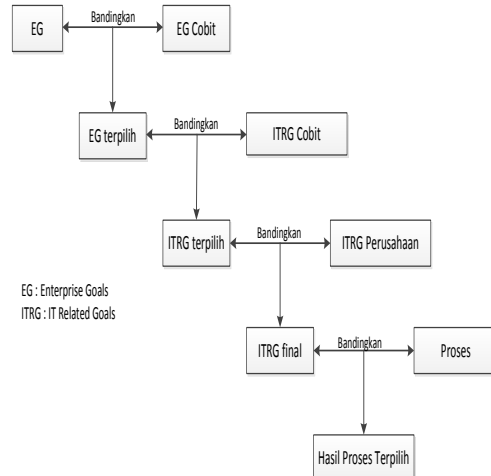 Bandingkan
EG
EG Cobit
Bandingkan
EG terpilih
ITRG Cobit
Bandingkan
ITRG terpilih
ITRG Perusahaan
EG : Enterprise Goals
ITRG : IT Related Goals
Bandingkan
ITRG final
Proses
Hasil Proses Terpilih